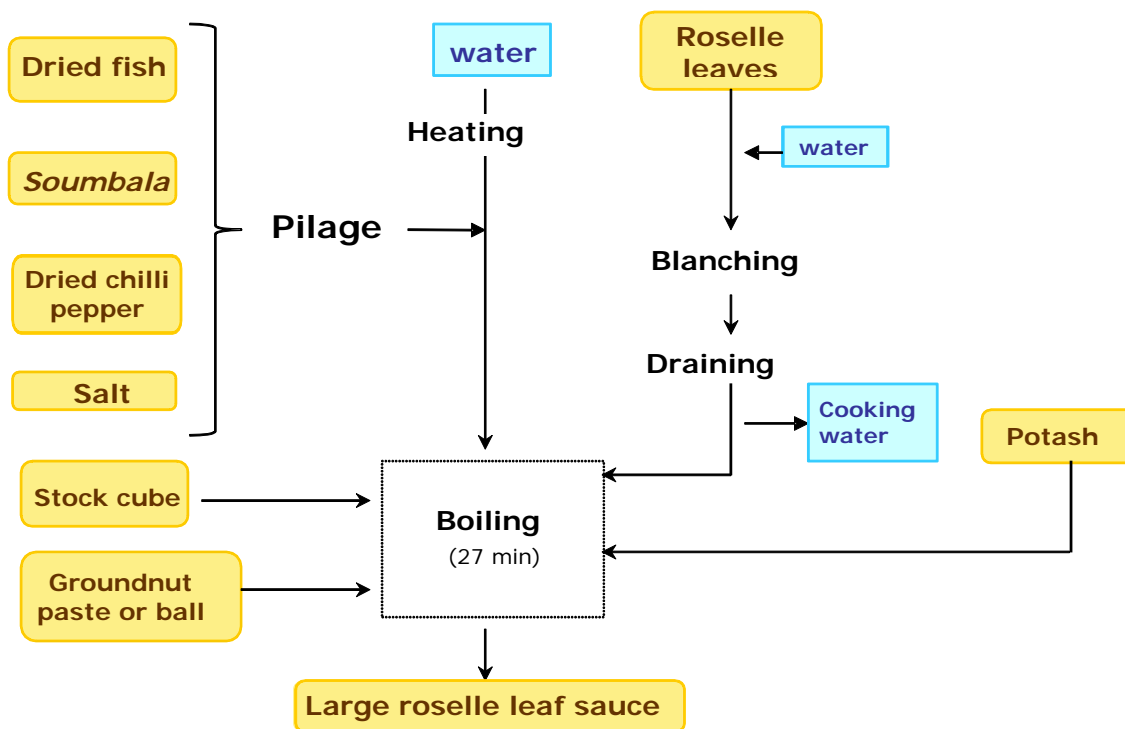 Dried fish
Soumbala
Dried chilli
pepper
Salt
Pilage
water
Heating
Roselle
leaves
water
Blanching
Draining
Cooking
water
Potash
Stock cube
Groundnut
paste or ball
Boiling
(27 min)
Large roselle leaf sauce